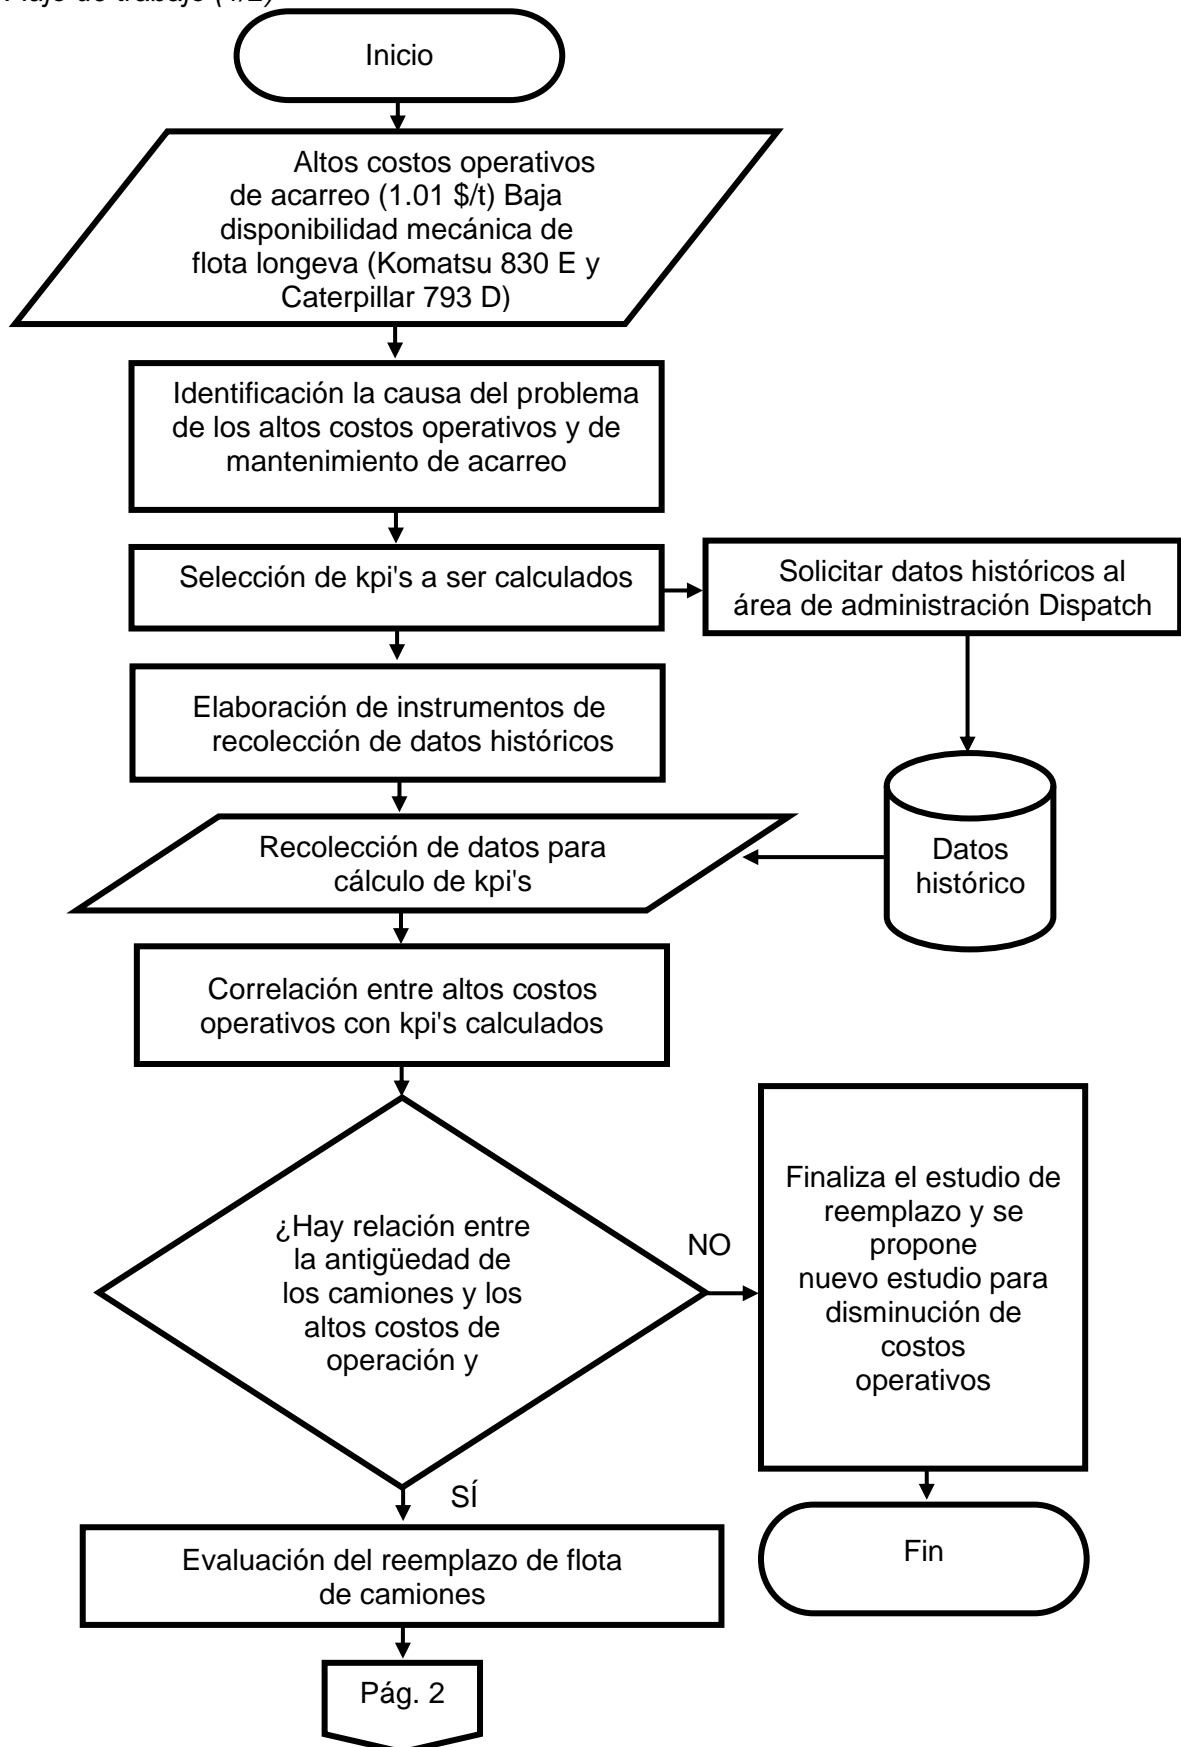 Flujo de trabajo (1/2)
Inicio
Altos costos operativos
de acarreo (1.01 $/t) Baja
disponibilidad mecánica de
flota longeva (Komatsu 830 E y
Caterpillar 793 D)
Identificación la causa del problema
de los altos costos operativos y de
mantenimiento de acarreo
Selección de kpi's a ser calculados
Solicitar datos históricos al
área de administración Dispatch
Elaboración de instrumentos de
recolección de datos históricos
Recolección de datos para
cálculo de kpi's
Datos
histórico
Correlación entre altos costos
operativos con kpi's calculados
¿Hay relación entre
la antigüedad de
los camiones y los
altos costos de
operación y
NO
Finaliza el estudio de
reemplazo y se
propone
nuevo estudio para
disminución de
costos
operativos
SÍ
Evaluación del reemplazo de flota
de camiones
Fin
Pág. 2